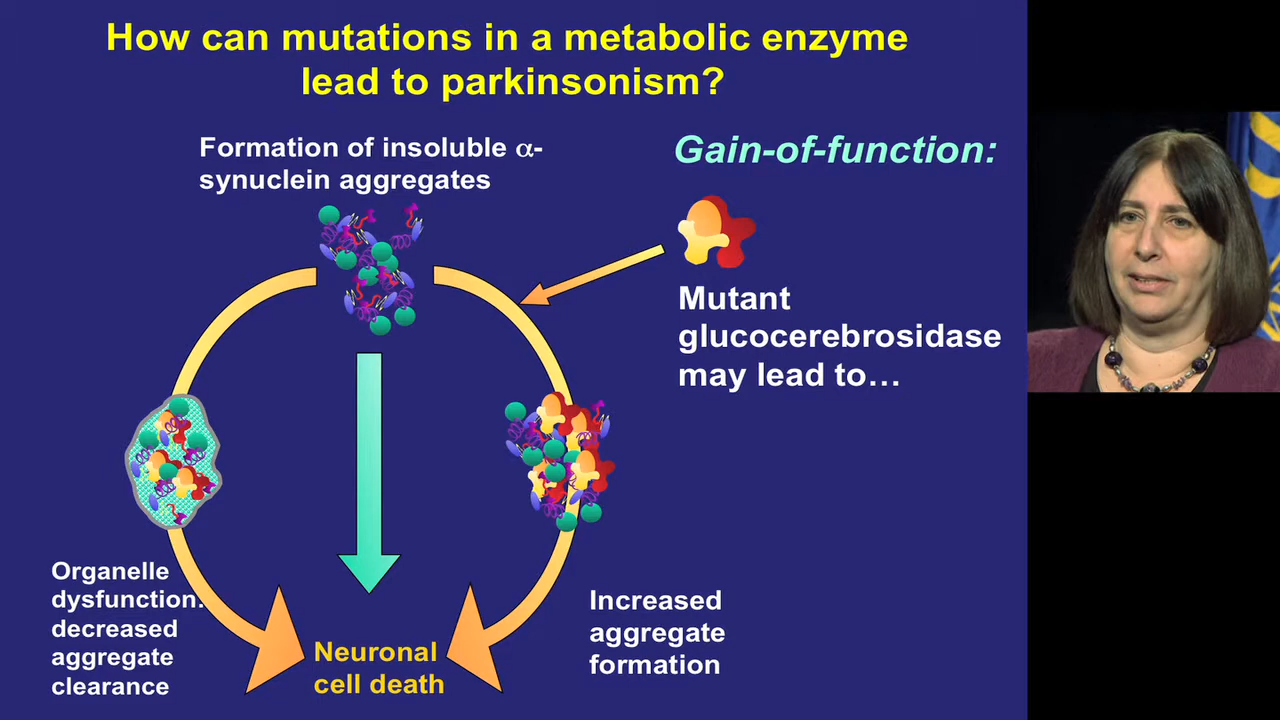 How can mutations in a metabolic enzyme
lead to parkinsonism?
Formation of insoluble α-
synuclein aggregates
Gain-of-function:
Mutant
glucocerebrosidase
may lead to…
Organelle
dysfunction:
decreased
aggregate
clearance
Neuronal
cell death
Increased
aggregate
formation